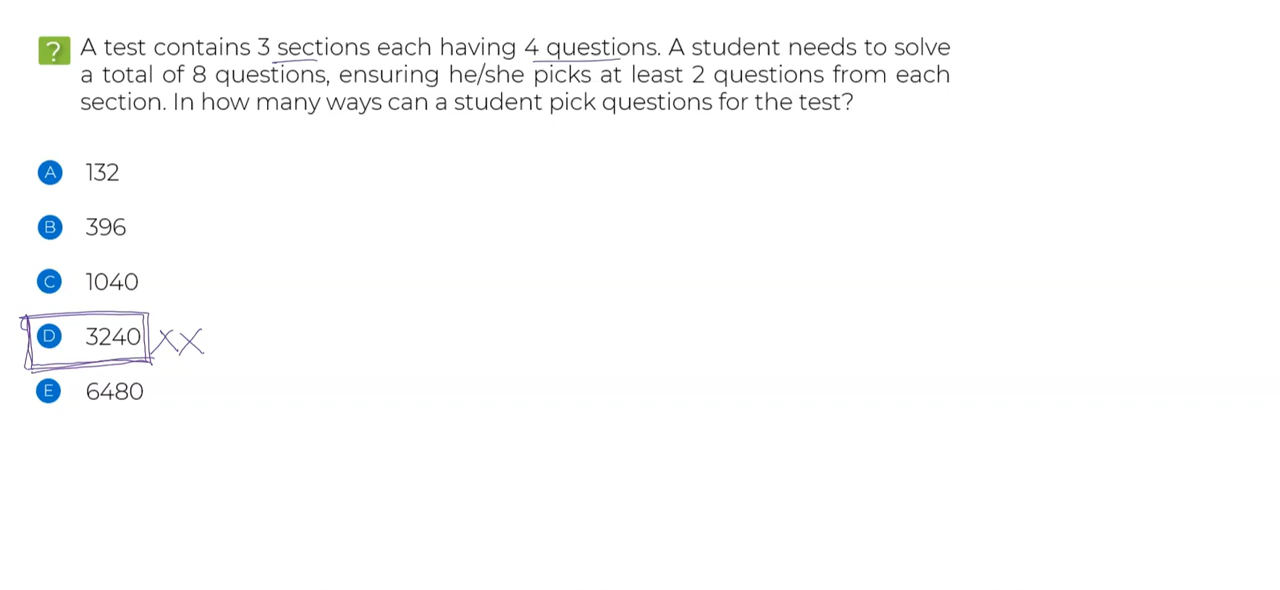 ? A test contains 3 sections each having 4 questions. A student needs to solve
a total of 8 questions, ensuring he/she picks at least 2 questions from each
section. In how many ways can a student pick questions for the test?
A 132
B 396
C 1040
D 3240 XX
E 6480